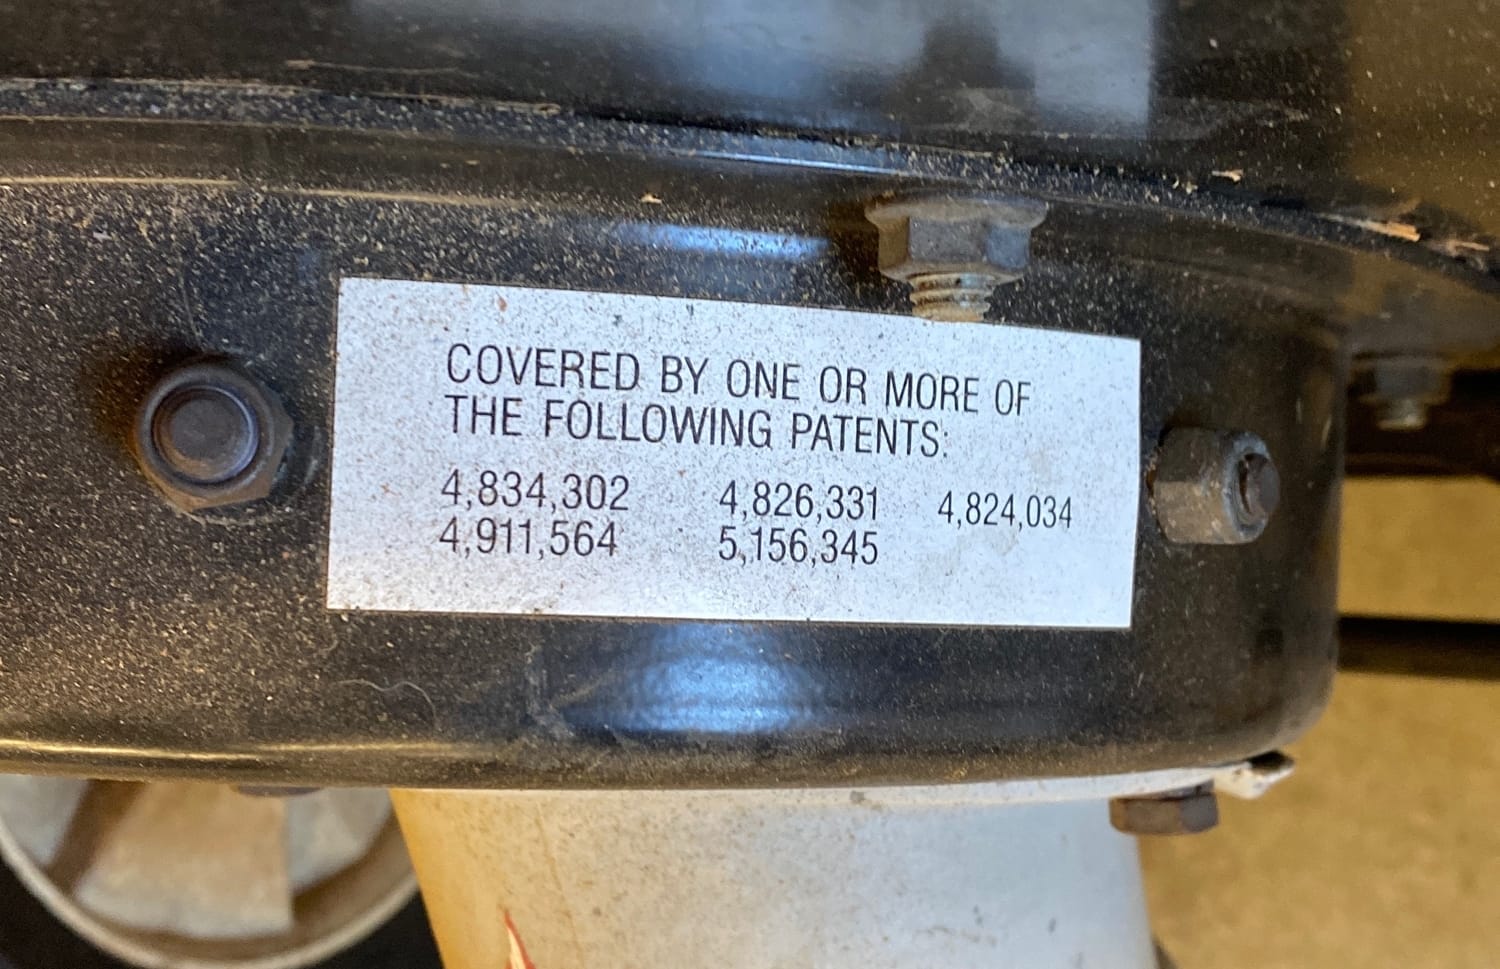 COVERED BY ONE OR MORE OF
THE FOLLOWING PATENTS:
4,834,302 4,826,331 4,824,034
4,911,564 5,156,345